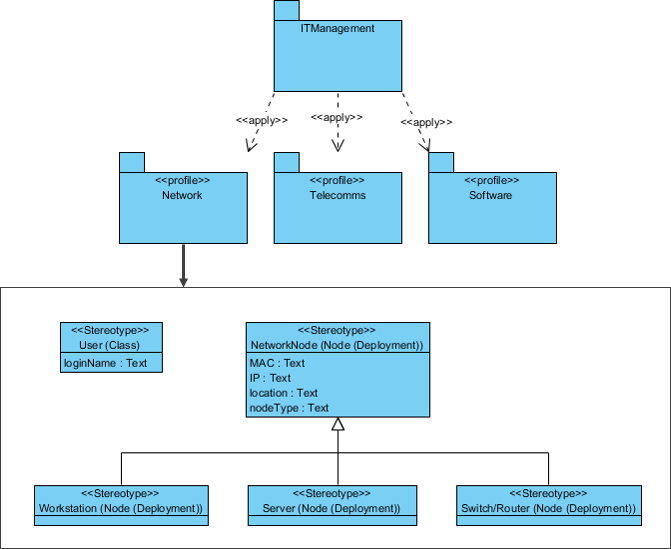 ITManagement
<<apply>>
<<apply>>
<<apply>>
<<profile>>
Network
<<profile>>
Telecomms
<<profile>>
Software
<<Stereotype>>
User (Class)
loginName : Text
<<Stereotype>>
NetworkNode (Node (Deployment))
MAC : Text
IP : Text
location : Text
nodeType : Text
<<Stereotype>>
Workstation (Node (Deployment))
<<Stereotype>>
Server (Node (Deployment))
<<Stereotype>>
Switch/Router (Node (Deployment))